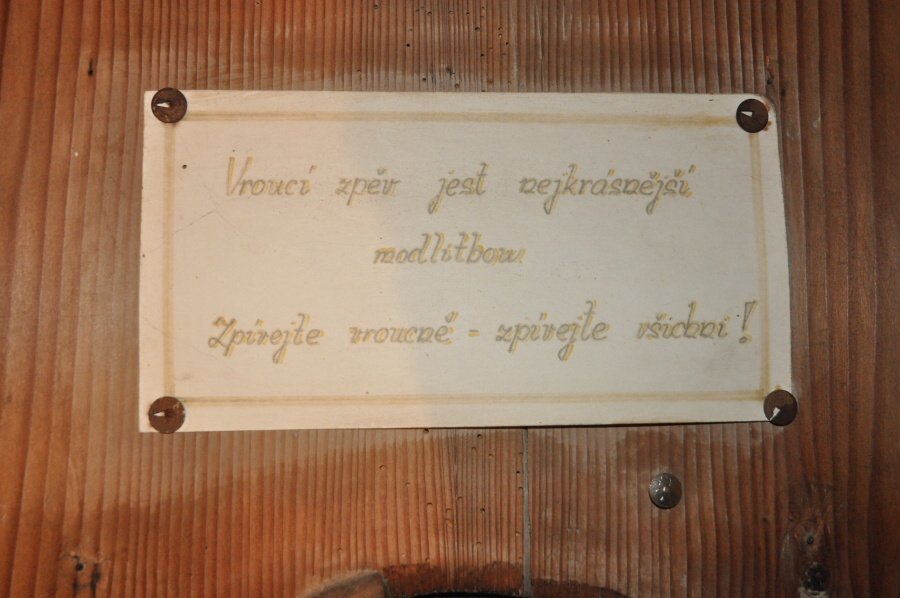 Vroucí zpěv jest nejkrásnější
modlitbou.
Zpívejte vroucně = zpívejte všichni!